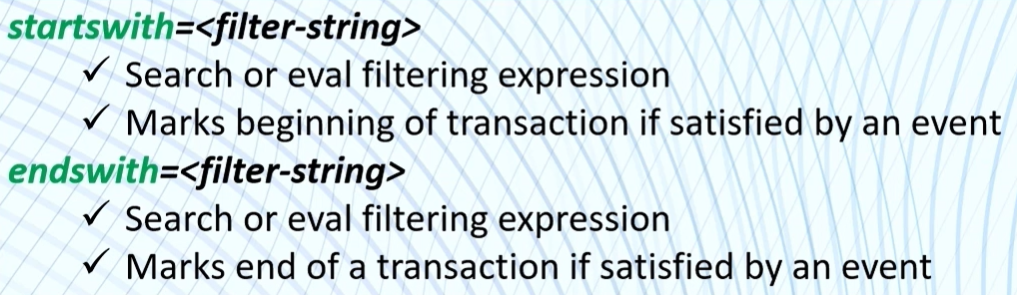 startswith=<filter-string>
✓ Search or eval filtering expression
✓ Marks beginning of transaction if satisfied by an event
endswith=<filter-string>
✓ Search or eval filtering expression
✓ Marks end of a transaction if satisfied by an event